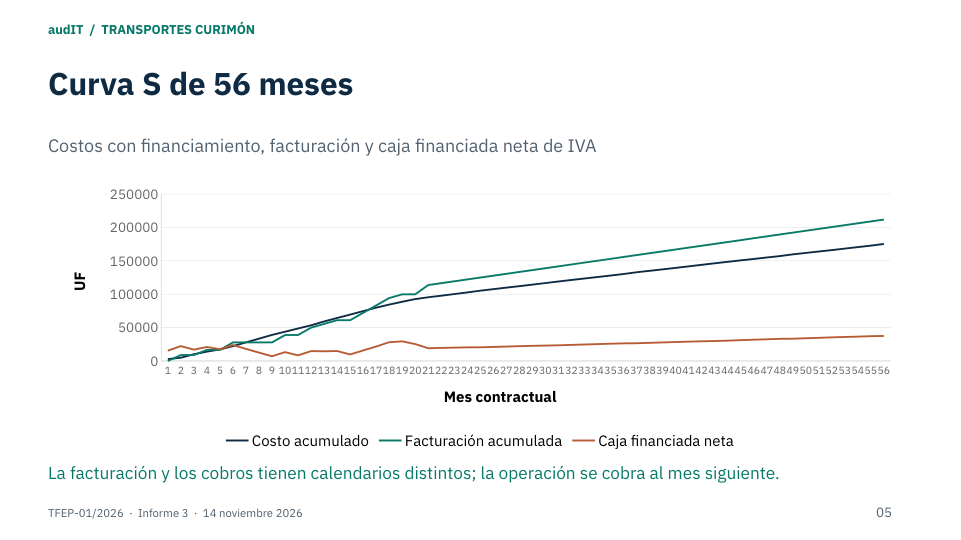 audIT / TRANSPORTES CURIMÓN
Curva S de 56 meses
Costos con financiamiento, facturación y caja financiada neta de IVA
250000
200000
150000
100000
50000
0
UF
1 2 3 4 5 6 7 8 9 10 11 12 13 14 15 16 17 18 19 20 21 22 23 24 25 26 27 28 29 30 31 32 33 34 35 36 37 38 39 40 41 42 43 44 45 46 47 48 49 50 51 52 53 54 55 56
Mes contractual
Costo acumulado Facturación acumulada Caja financiada neta
La facturación y los cobros tienen calendarios distintos; la operación se cobra al mes siguiente.
TFEP-01/2026 · Informe 3 · 14 noviembre 2026 05